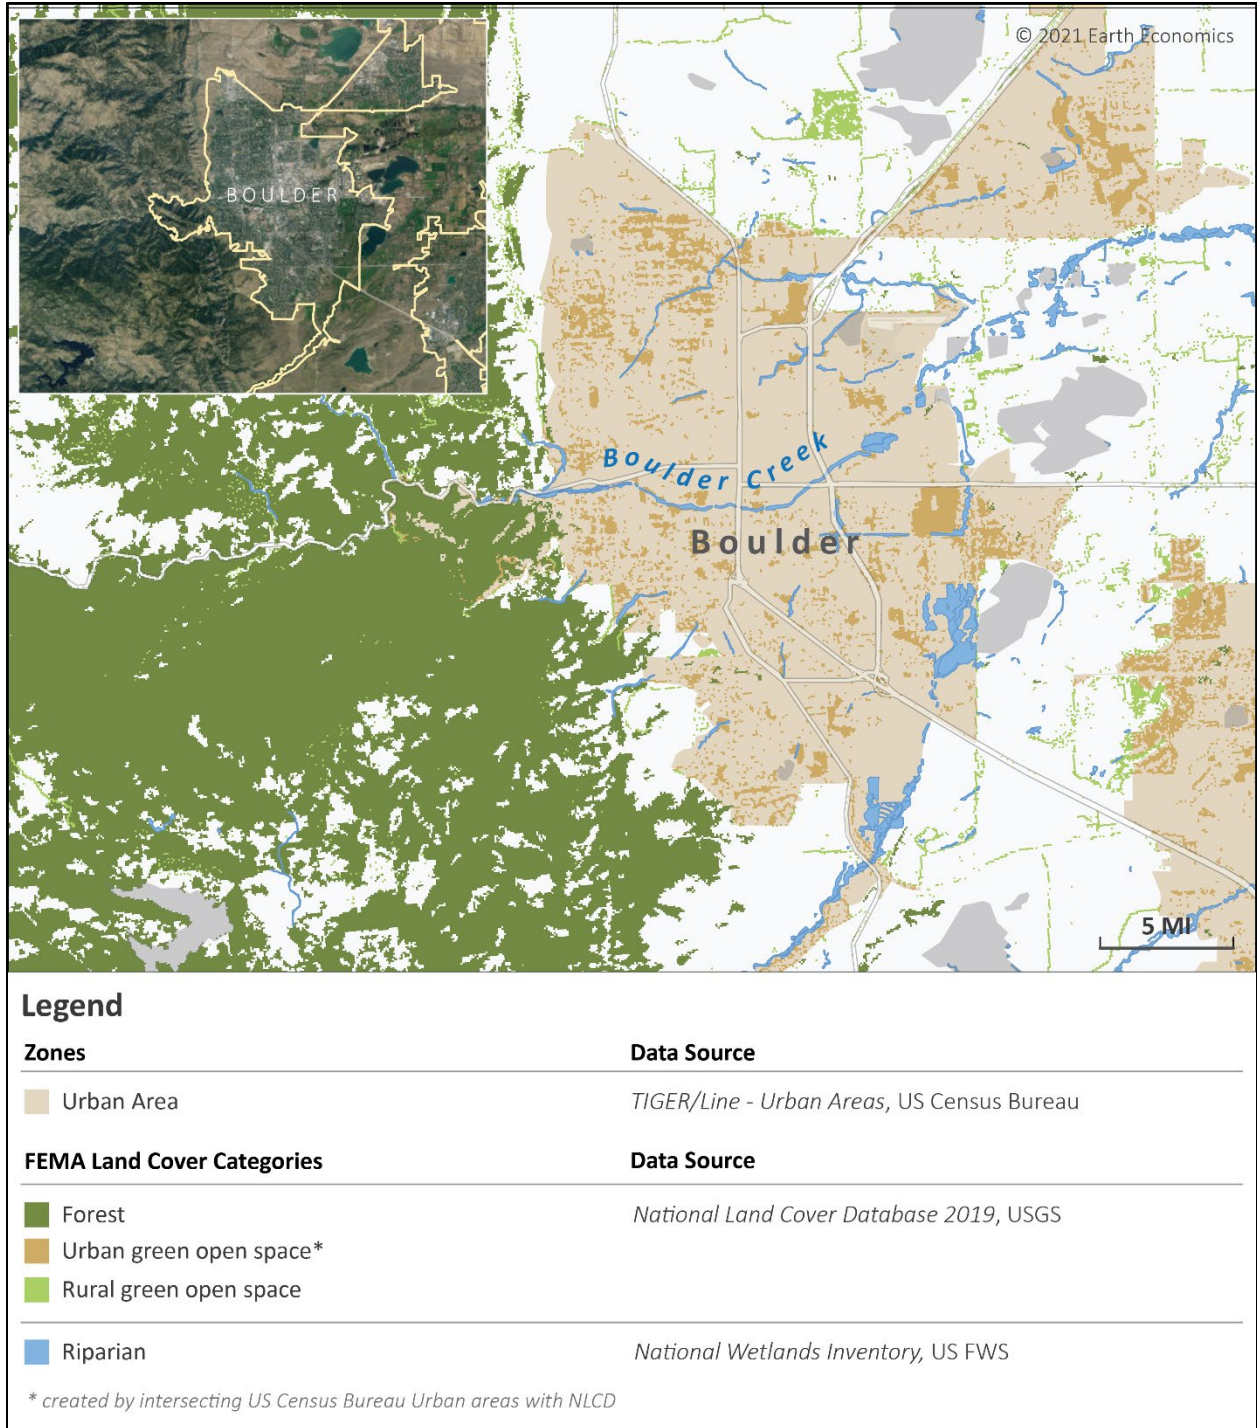 © 2021 Earth Economics
BOULDER
Boulder Creek
Boulder
5 MI
Legend
Zones Data Source
Urban Area TIGER/Line - Urban Areas, US Census Bureau
FEMA Land Cover Categories Data Source
Forest National Land Cover Database 2019, USGS
Urban green open space*
Rural green open space
Riparian National Wetlands Inventory, US FWS
* created by intersecting US Census Bureau Urban areas with NLCD